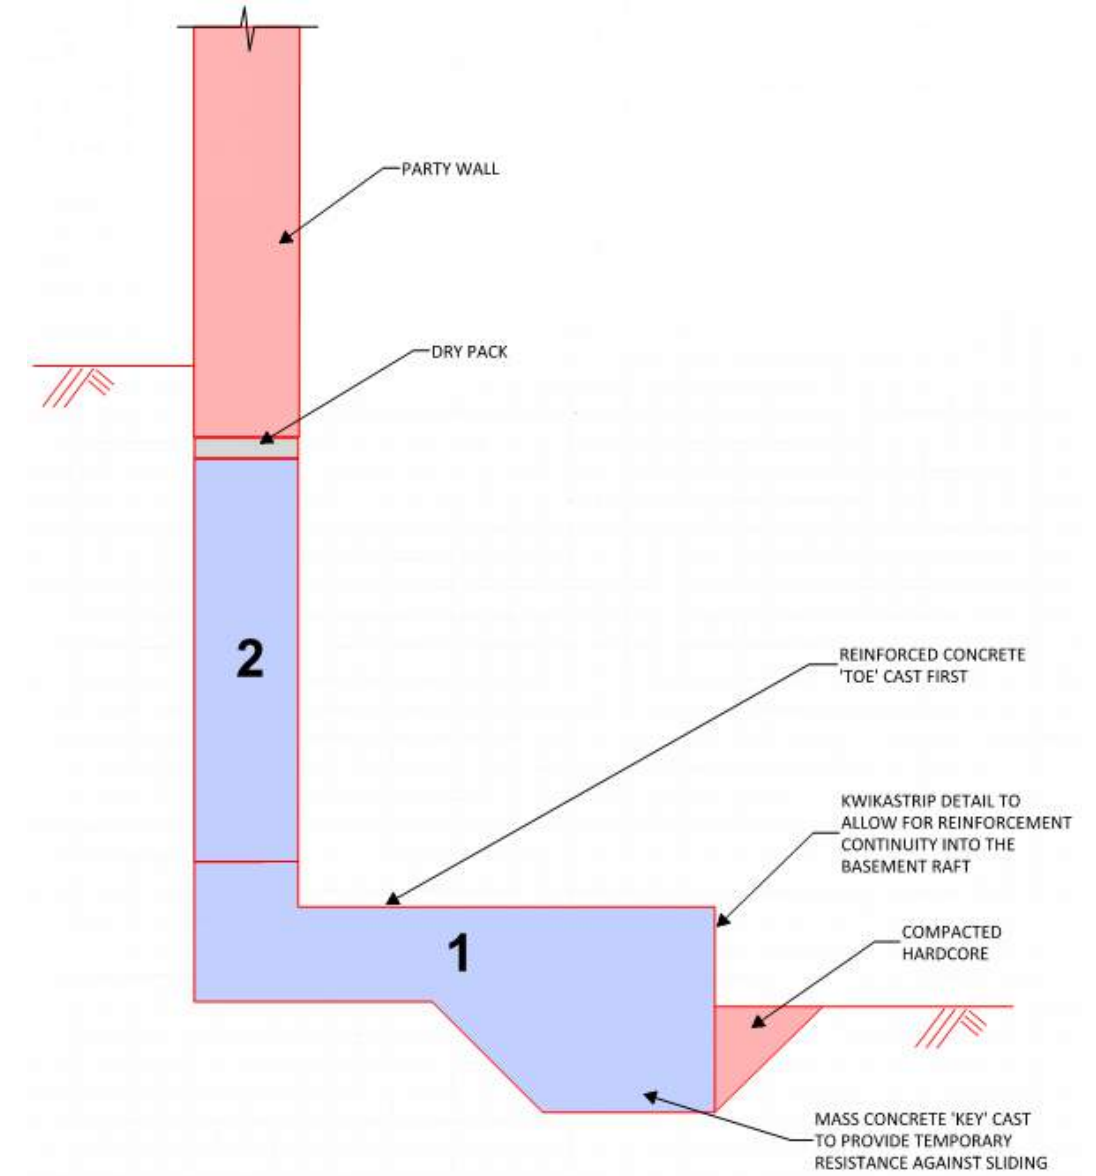 PARTY WALL
DRY PACK
2
REINFORCED CONCRETE
'TOE' CAST FIRST
KWIKASTRIP DETAIL TO
ALLOW FOR REINFORCEMENT
CONTINUITY INTO THE
BASEMENT RAFT
1
COMPACTED
HARDCORE
MASS CONCRETE 'KEY' CAST
TO PROVIDE TEMPORARY
RESISTANCE AGAINST SLIDING